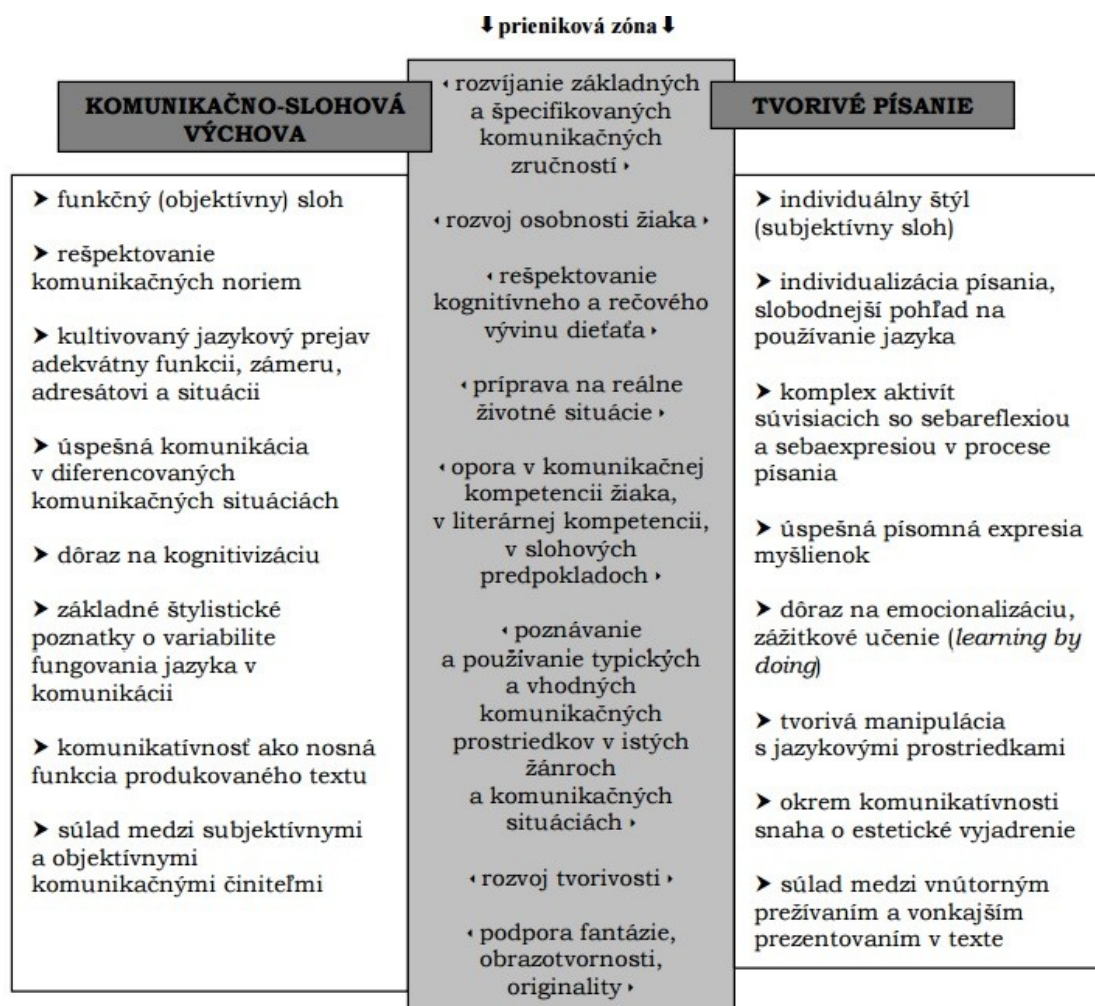 ⬇ prieniková zóna ⬇
KOMUNIKAČNO-SLOHOVÁ
VÝCHOVA
➤ funkčný (objektívny) sloh
➤ rešpektovanie
komunikačných noriem
➤ kultivovaný jazykový prejav
adekvátny funkcii, zámeru,
adresátovi a situácii
➤ úspešná komunikácia
v diferencovaných
komunikačných situáciách
➤ dôraz na kognitivizáciu
➤ základné štylistické
poznatky o variabilite
fungovania jazyka v
komunikácii
➤ komunikatívnosť ako nosná
funkcia produkovaného textu
➤ súlad medzi subjektívnymi
a objektívnymi
komunikačnými činiteľmi
‹ rozvíjanie základných
a špecifikovaných
komunikačných
zručností ›
‹ rozvoj osobnosti žiaka ›
‹ rešpektovanie
kognitívneho a rečového
vývinu dieťaťa ›
‹ príprava na reálne
životné situácie ›
‹ opora v komunikačnej
kompetencii žiaka,
v literárnej kompetencii,
v slohových
predpokladoch ›
‹ poznávanie
a používanie typických
a vhodných
komunikačných
prostriedkov v istých
žánroch
a komunikačných
situáciách ›
‹ rozvoj tvorivosti ›
‹ podpora fantázie,
obrazotvornosti,
originality ›
TVORIVÉ PÍSANIE
➤ individuálny štýl
(subjektívny sloh)
➤ individualizácia písania,
slobodnejší pohľad na
používanie jazyka
➤ komplex aktivít
súvisiacich so sebareflexiou
a sebaexpresiou v procese
písania
➤ úspešná písomná expresia
myšlienok
➤ dôraz na emocionalizáciu,
zážitkové učenie (learning by
doing)
➤ tvorivá manipulácia
s jazykovými prostriedkami
➤ okrem komunikatívnosti
snaha o estetické vyjadrenie
➤ súlad medzi vnútorným
prežívaním a vonkajším
prezentovaním v texte